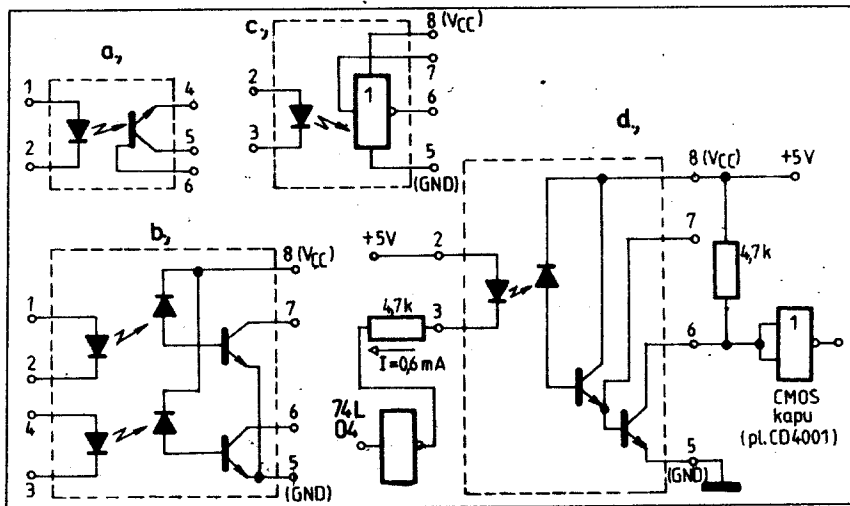 a.,
1
2
4
5
6
c.,
2
3
1
8 (VCC)
7
6
5
(GND)
b.,
1
2
4
3
8 (VCC)
7
6
5
(GND)
d.,
+5V
2
3
4,7k
I=0,6 mA
74L
04
8 (VCC)
+5V
7
4,7k
6
1
CMOS
kapu
(pl. CD4001)
5
(GND)